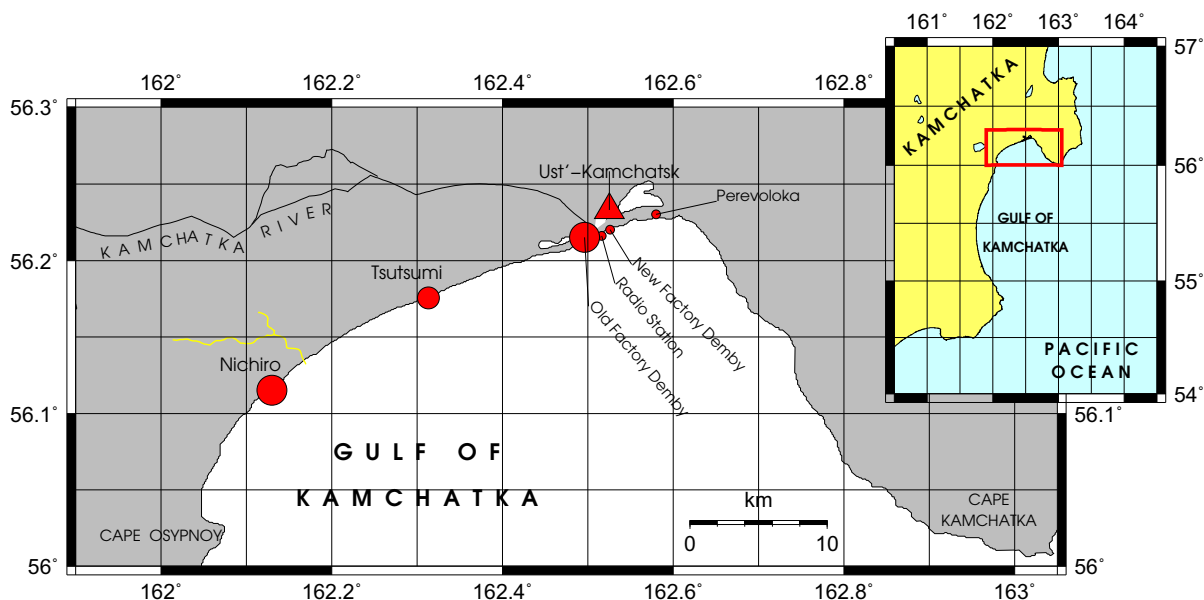 161° 162° 163° 164°
57°
56°
55°
54°
KAMCHATKA
GULF OF
KAMCHATKA
PACIFIC
OCEAN
162° 162.2° 162.4° 162.6° 162.8°
56.3°
56.2°
56.1°
56°
Ust'−Kamchatsk
Perevoloka
KAMCHATKA RIVER
Tsutsumi
New Factory Demby
Radio Station
Old Factory Demby
Nichiro
GULF OF
KAMCHATKA
km
0 10
CAPE OSYPNOY
CAPE
KAMCHATKA
56.1°
56°
162° 162.2° 162.4° 162.6° 162.8° 163°